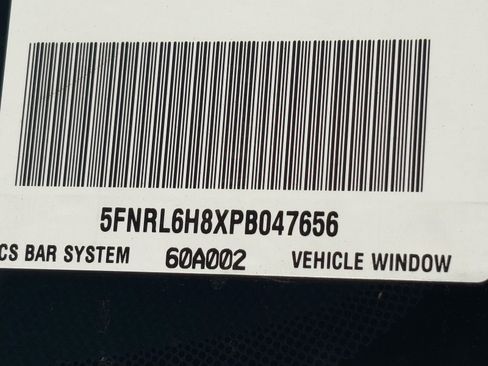 5FNRL6H8XPB047656
CS BAR SYSTEM 60A002 VEHICLE WINDOW